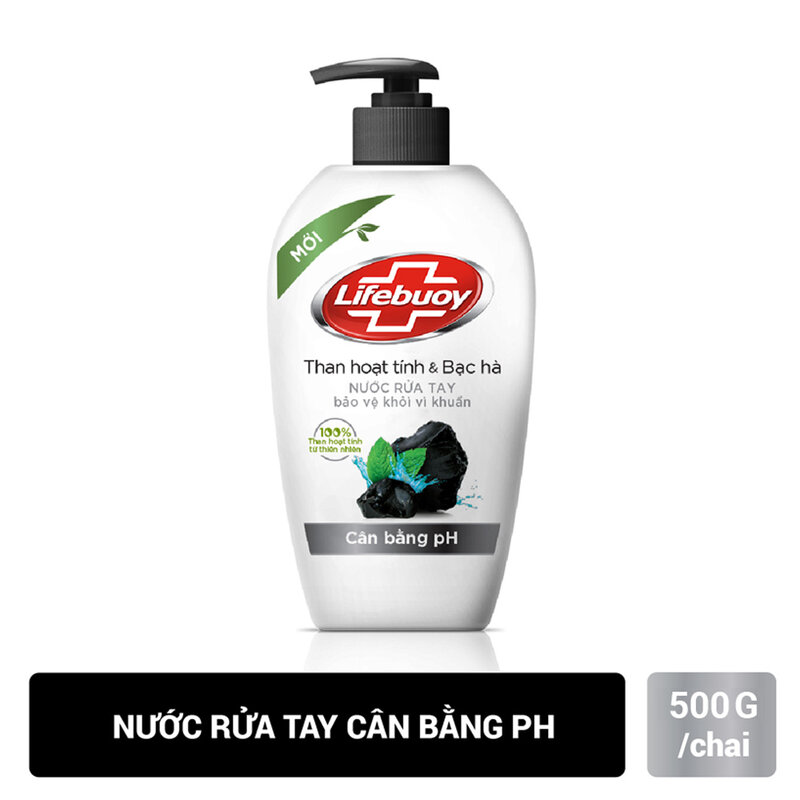 MỚI
Lifebuoy
Than hoạt tính & Bạc hà
NƯỚC RỬA TAY
bảo vệ khỏi vi khuẩn
100%
Than hoạt tính
từ thiên nhiên
Cân bằng pH
NƯỚC RỬA TAY CÂN BẰNG PH
500 G
/chai